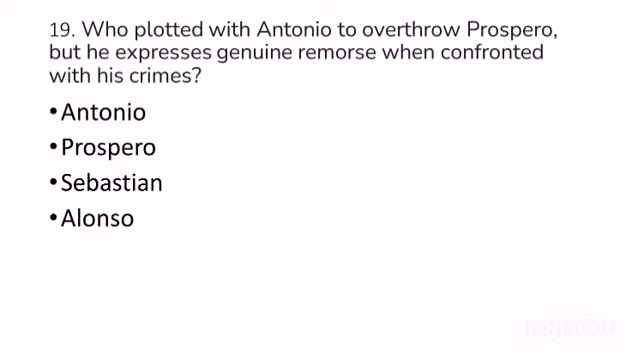 19. Who plotted with Antonio to overthrow Prospero,
but he expresses genuine remorse when confronted
with his crimes?
•Antonio
•Prospero
•Sebastian
•Alonso